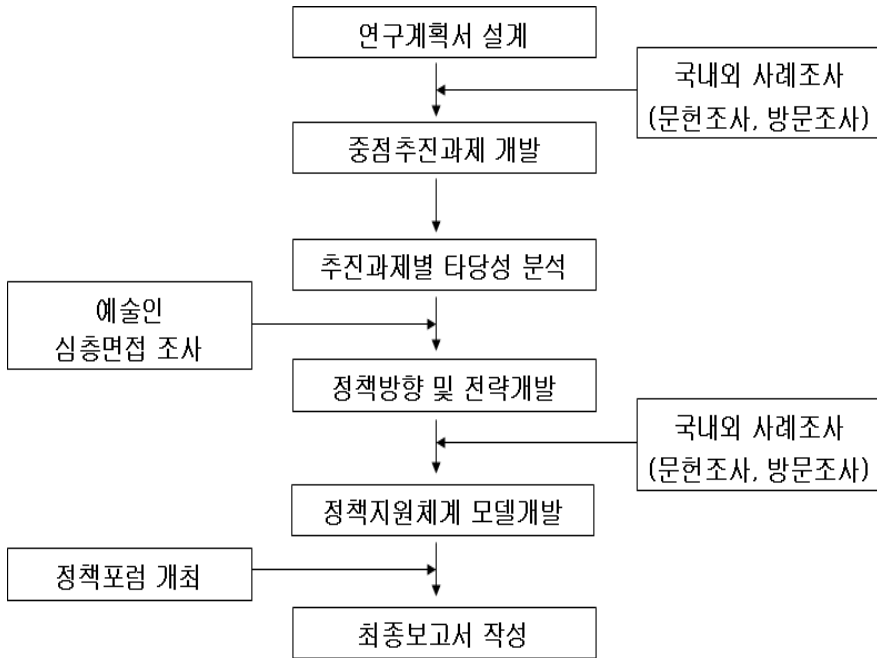 연구계획서 설계
국내외 사례조사
(문헌조사, 방문조사)
중점추진과제 개발
추진과제별 타당성 분석
예술인
심층면접 조사
정책방향 및 전략개발
국내외 사례조사
(문헌조사, 방문조사)
정책지원체계 모델개발
정책포럼 개최
최종보고서 작성